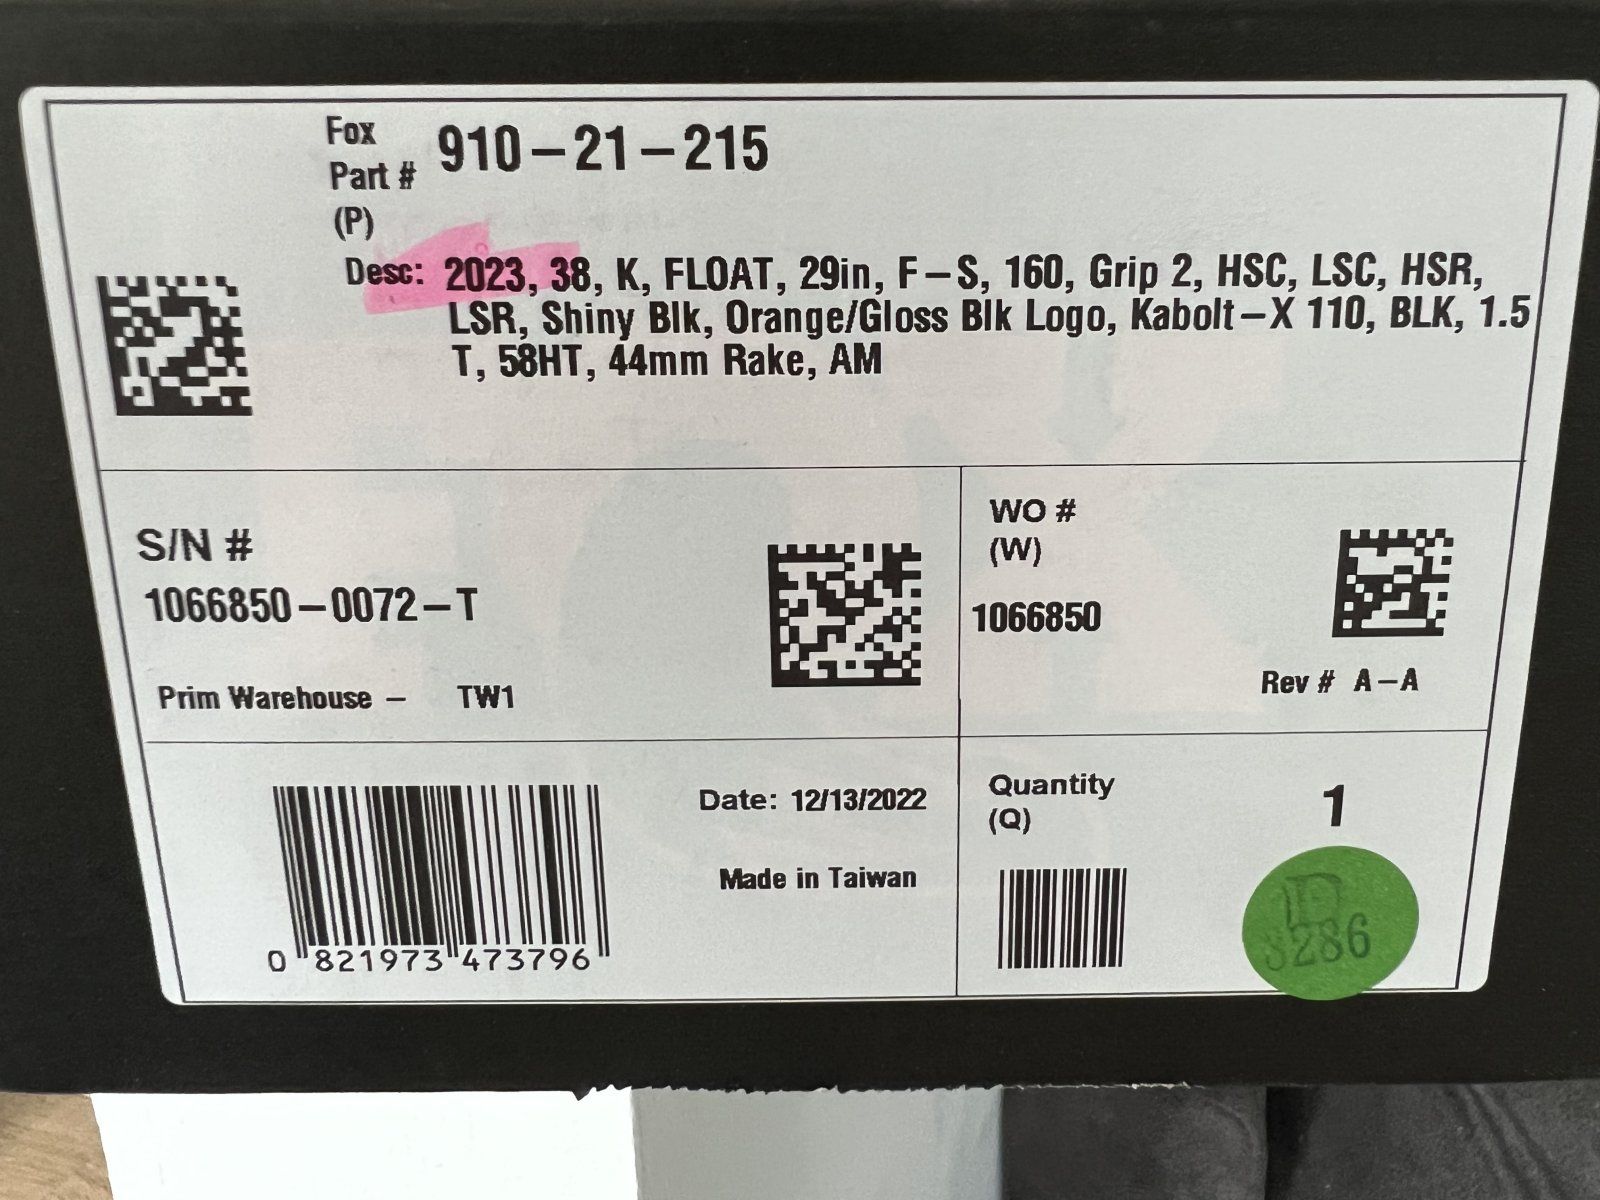 Fox
Part #
(P)
910-21-215
Desc: 2023, 38, K, FLOAT, 29in, F-S, 160, Grip 2, HSC, LSC, HSR,
LSR, Shiny Blk, Orange/Gloss Blk Logo, Kabolt-X 110, BLK, 1.5
T, 58HT, 44mm Rake, AM
S/N #
1066850-0072-T
Prim Warehouse - TW1
WO #
(W)
1066850
Rev # A-A
0 821973 473796
Date: 12/13/2022
Made in Taiwan
Quantity
(Q)
1
3286